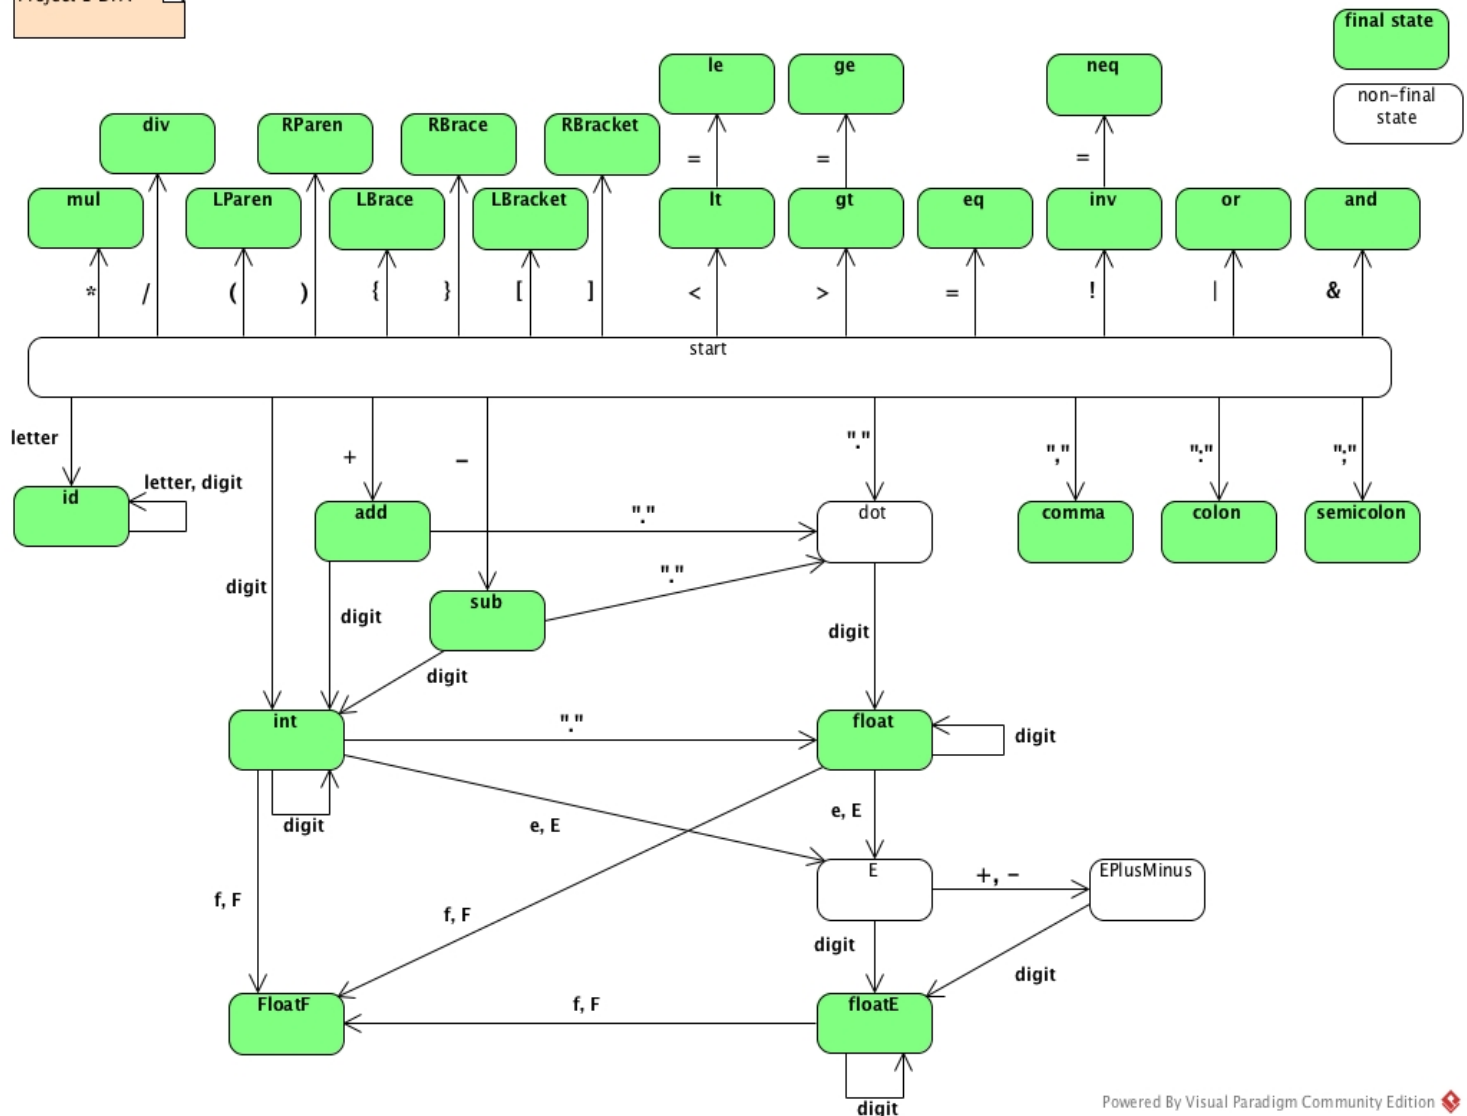 final state
le
ge
neq
non-final
state
div
RParen
RBrace
RBracket
=
=
=
mul
LParen
LBrace
LBracket
lt
gt
eq
inv
or
and
*
/
(
)
{
}
[
]
<
>
=
!
|
&
start
letter
+
-
"."
","
":"
";"
id
letter, digit
add
"."
dot
comma
colon
semicolon
digit
digit
sub
"."
digit
digit
int
"."
float
digit
digit
e, E
e, E
E
+, -
EPlusMinus
f, F
f, F
digit
digit
FloatF
f, F
floatE
digit
Powered By Visual Paradigm Community Edition